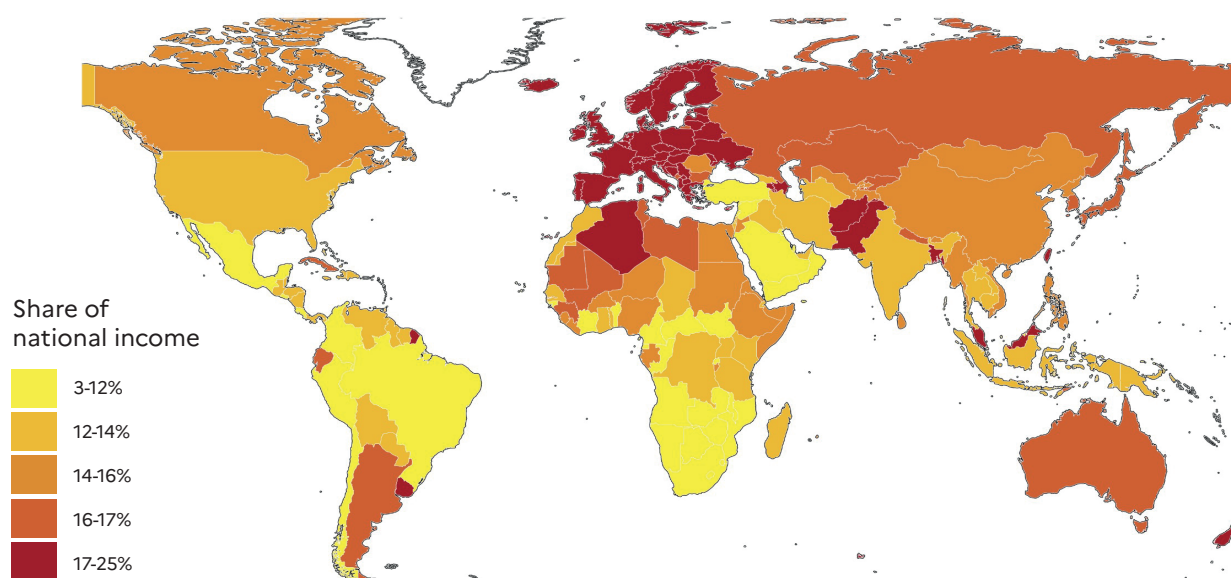 Share of
national income
3-12%
12-14%
14-16%
16-17%
17-25%